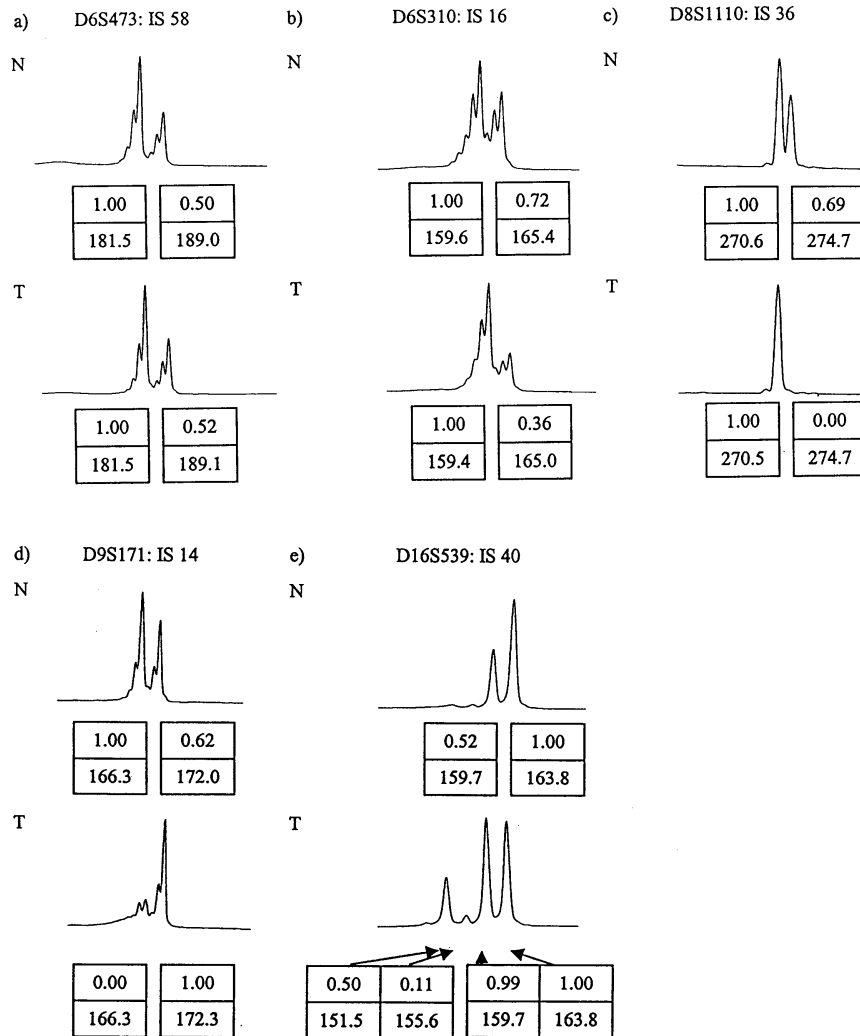 a) D6S473: IS 58
N
1.00 0.50
181.5 189.0
T
1.00 0.52
181.5 189.1
b) D6S310: IS 16
N
1.00 0.72
159.6 165.4
T
1.00 0.36
159.4 165.0
c) D8S1110: IS 36
N
1.00 0.69
270.6 274.7
T
1.00 0.00
270.5 274.7
d) D9S171: IS 14
N
1.00 0.62
166.3 172.0
T
0.00 1.00
166.3 172.3
e) D16S539: IS 40
N
0.52 1.00
159.7 163.8
T
0.50 0.11 0.99 1.00
151.5 155.6 159.7 163.8